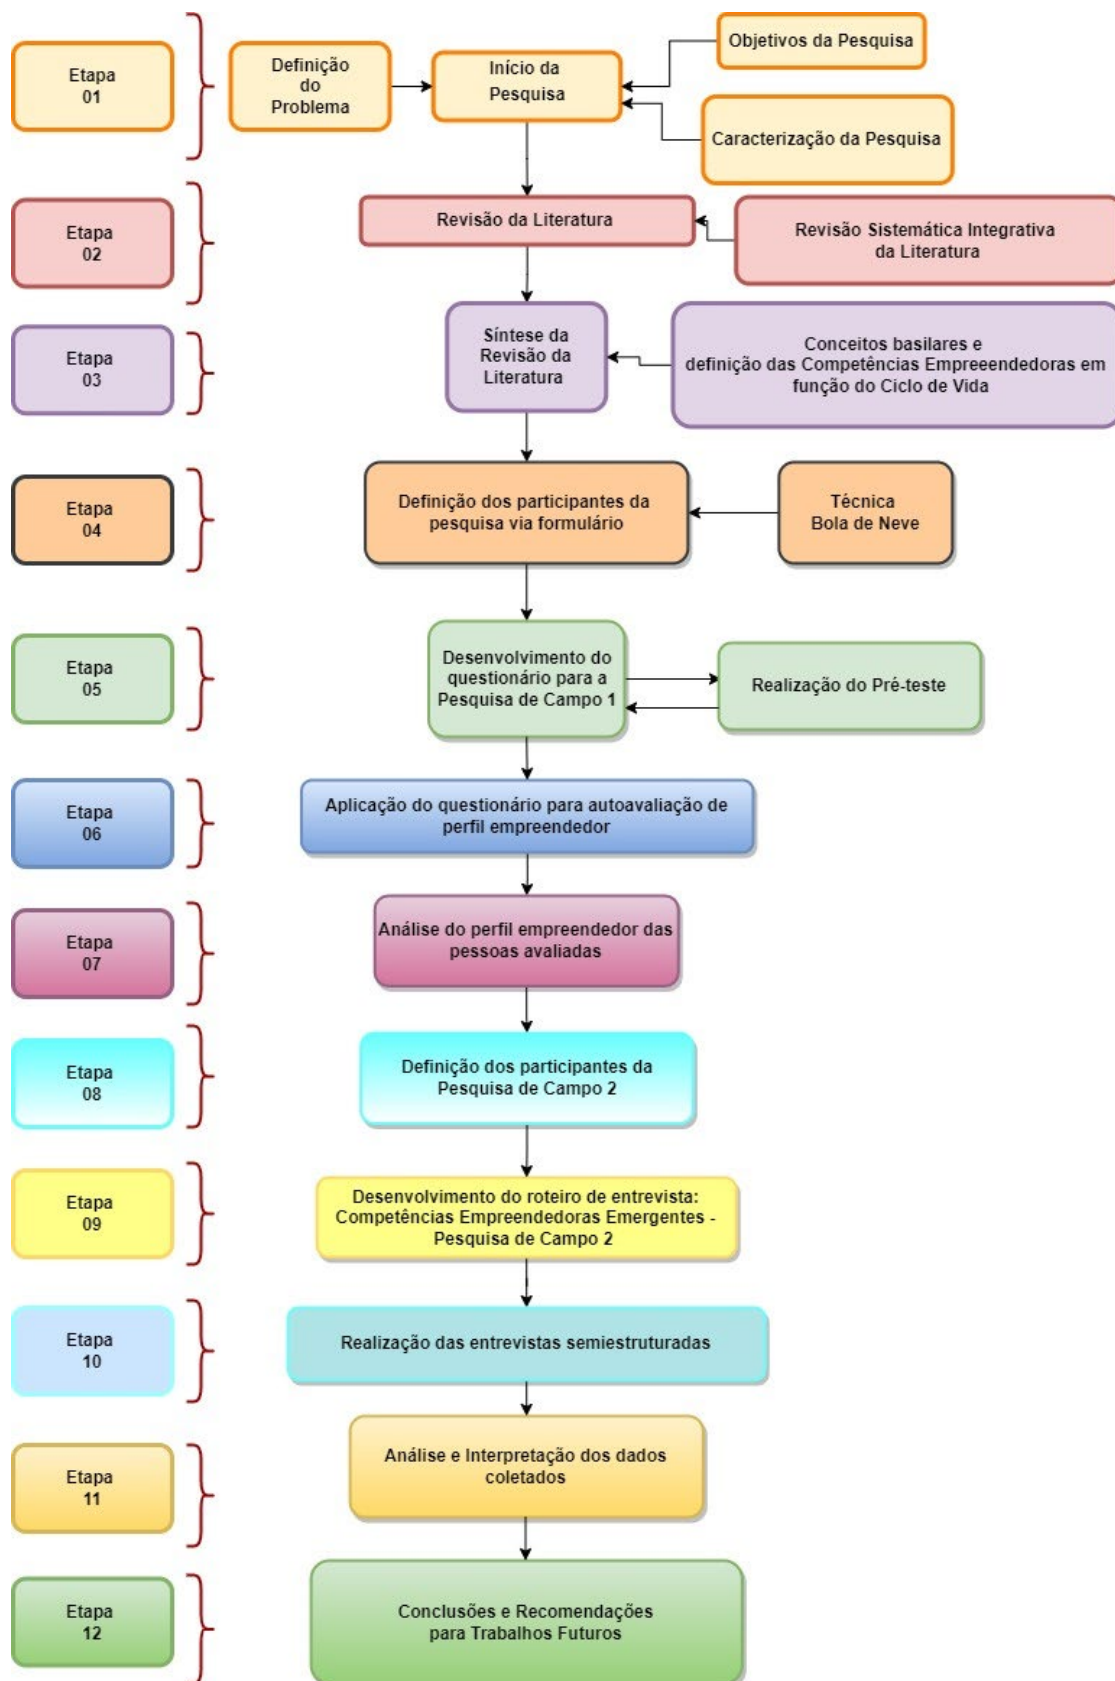 Etapa
01
Definição
do
Problema
Início da
Pesquisa
Objetivos da Pesquisa
Caracterização da Pesquisa
Etapa
02
Revisão da Literatura
Revisão Sistemática Integrativa
da Literatura
Etapa
03
Síntese da
Revisão da
Literatura
Conceitos basilares e
definição das Competências Empreeendedoras em
função do Ciclo de Vida
Etapa
04
Definição dos participantes da
pesquisa via formulário
Técnica
Bola de Neve
Etapa
05
Desenvolvimento do
questionário para a
Pesquisa de Campo 1
Realização do Pré-teste
Etapa
06
Aplicação do questionário para autoavaliação de
perfil empreendedor
Etapa
07
Análise do perfil empreendedor das
pessoas avaliadas
Etapa
08
Definição dos participantes da
Pesquisa de Campo 2
Etapa
09
Desenvolvimento do roteiro de entrevista:
Competências Empreendedoras Emergentes -
Pesquisa de Campo 2
Etapa
10
Realização das entrevistas semiestruturadas
Etapa
11
Análise e Interpretação dos dados
coletados
Etapa
12
Conclusões e Recomendações
para Trabalhos Futuros